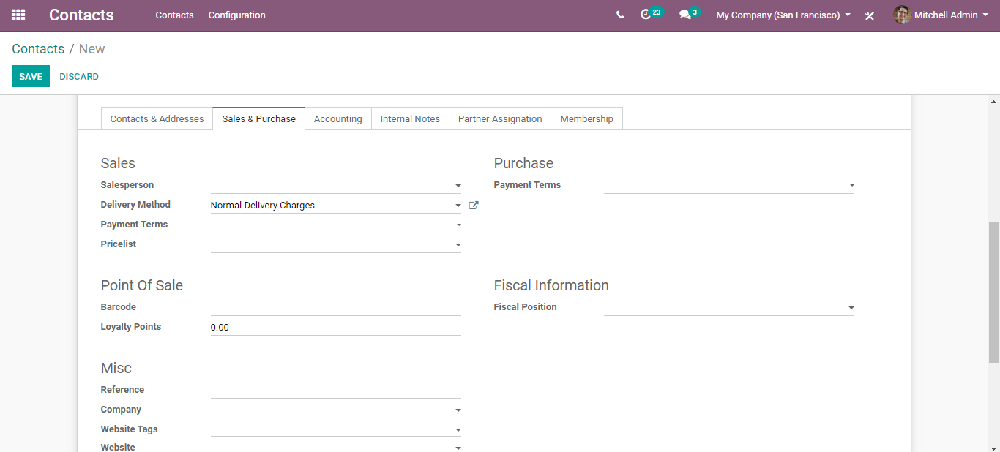 Contacts Contacts Configuration 23 3 My Company (San Francisco) Mitchell Admin
Contacts / New
SAVE DISCARD
Contacts & Addresses Sales & Purchase Accounting Internal Notes Partner Assignation Membership
Sales
Salesperson
Delivery Method Normal Delivery Charges
Payment Terms
Pricelist
Purchase
Payment Terms
Point Of Sale
Barcode
Loyalty Points 0.00
Fiscal Information
Fiscal Position
Misc
Reference
Company
Website Tags
Website